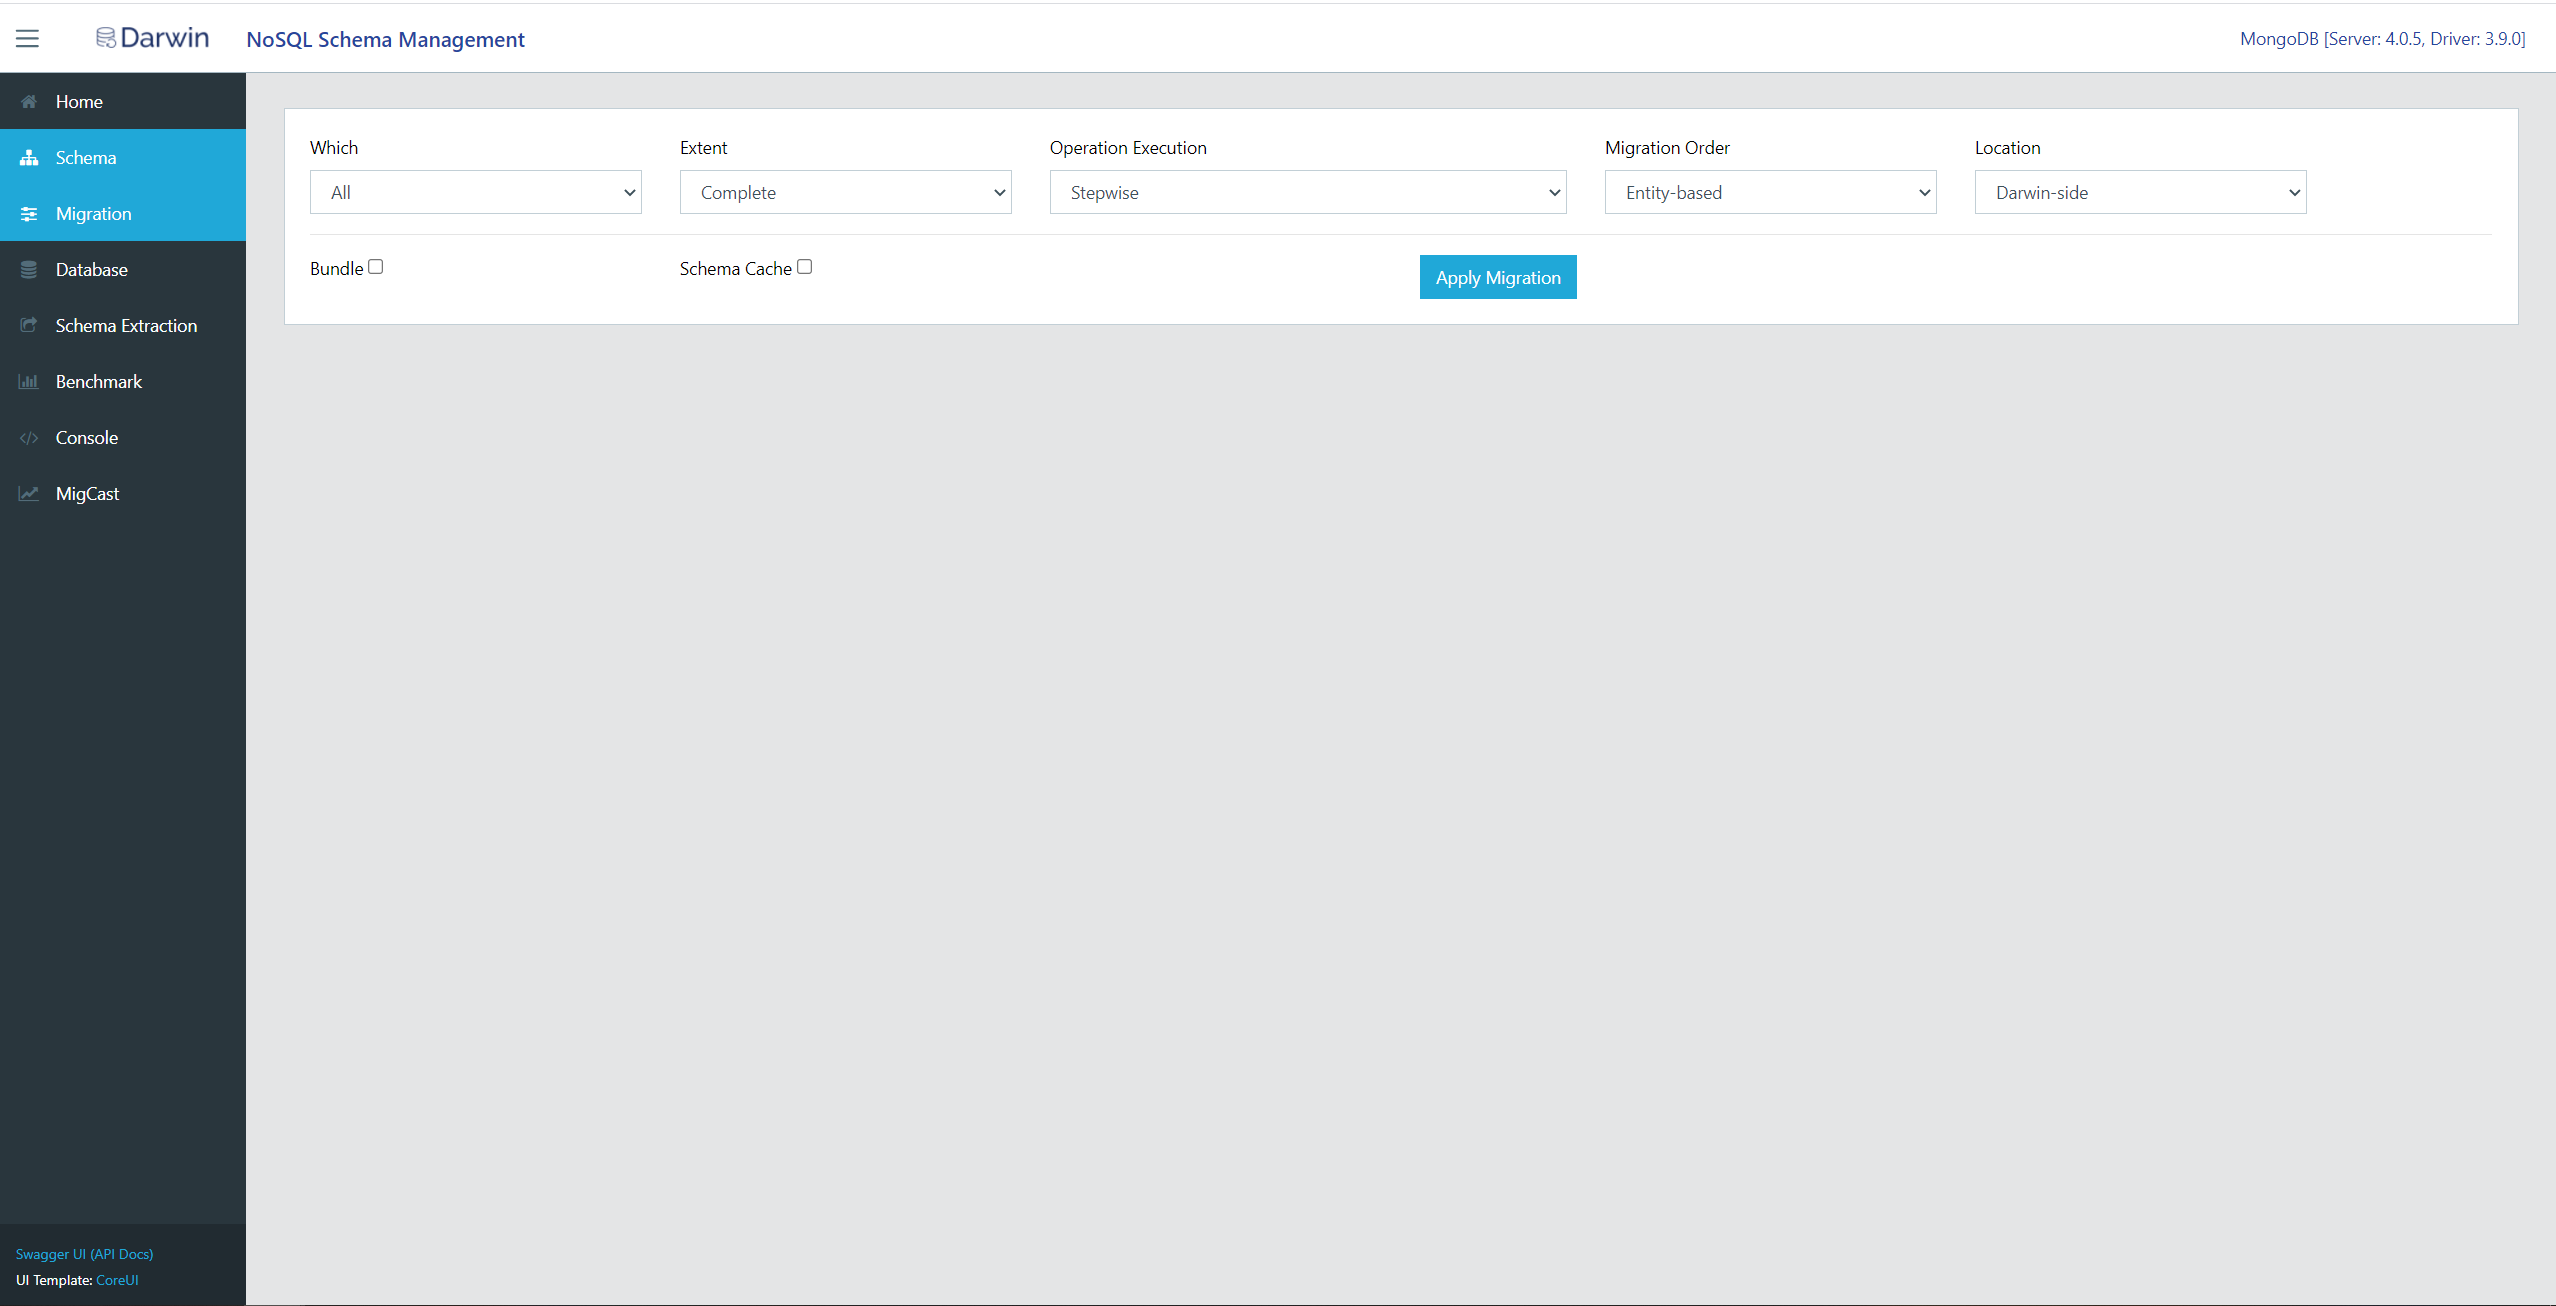 Darwin NoSQL Schema Management MongoDB [Server: 4.0.5, Driver: 3.9.0]
Home
Schema
Migration
Database
Schema Extraction
Benchmark
Console
MigCast
Which Extent Operation Execution Migration Order Location
All Complete Stepwise Entity-based Darwin-side
Bundle Schema Cache Apply Migration
Swagger UI (API Docs)
UI Template: CoreUI